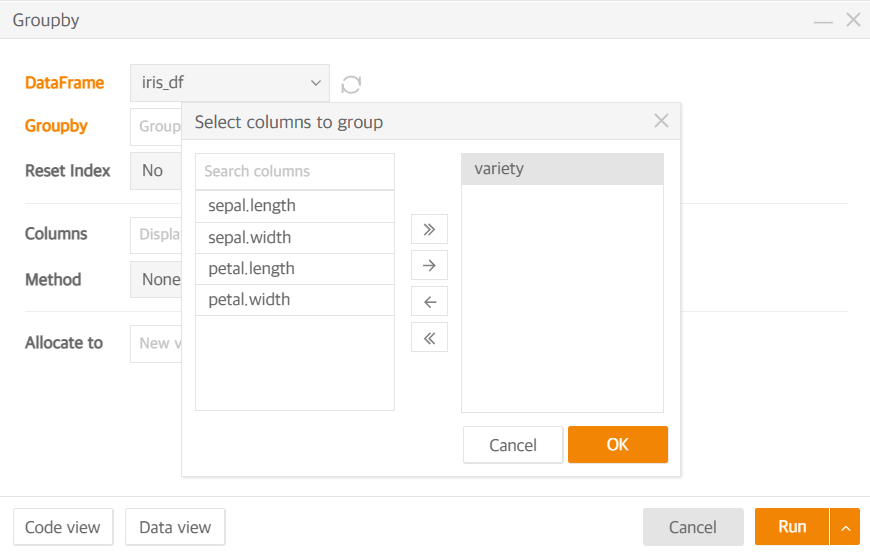 Groupby
DataFrame iris_df
Groupby Group
Reset Index No
Columns Displa
Method None
Allocate to New v
Select columns to group
Search columns
sepal.length
sepal.width
petal.length
petal.width
variety
Cancel OK
Code view Data view Cancel Run